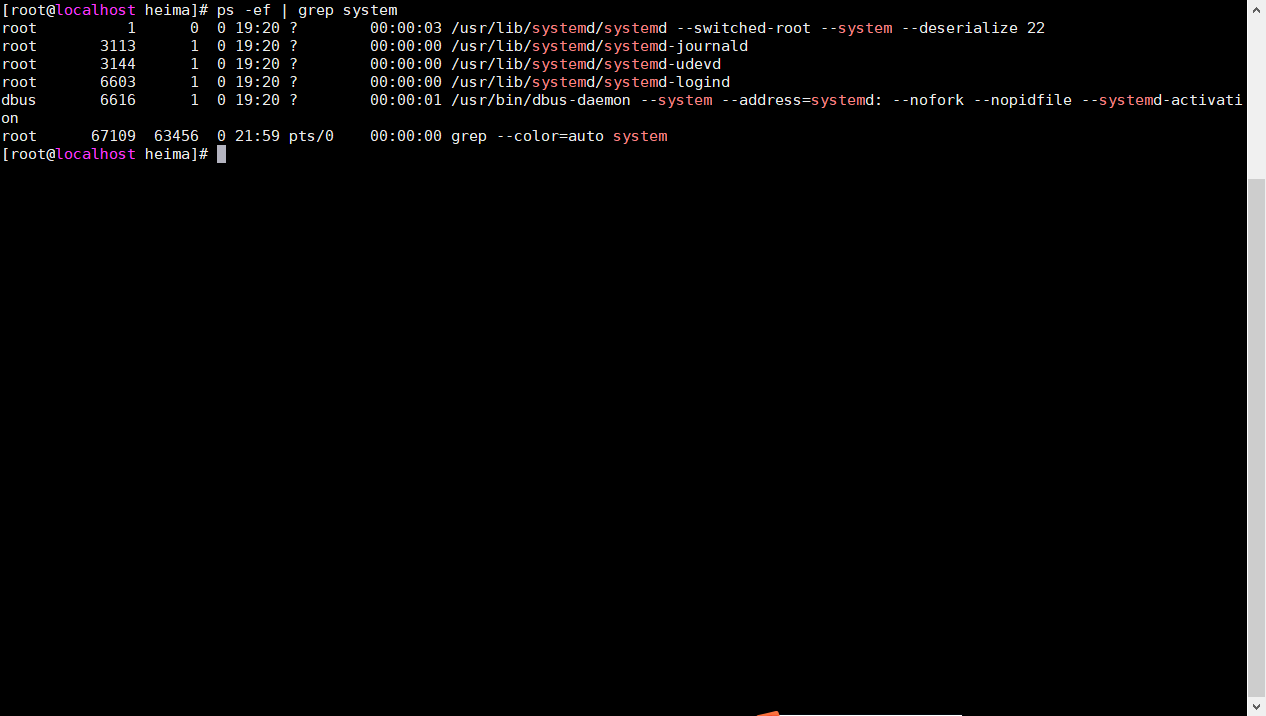 [root@localhost heima]# ps -ef | grep system
root          1      0  0 19:20 ?        00:00:03 /usr/lib/systemd/systemd --switched-root --system --deserialize 22
root       3113      1  0 19:20 ?        00:00:00 /usr/lib/systemd/systemd-journald
root       3144      1  0 19:20 ?        00:00:00 /usr/lib/systemd/systemd-udevd
root       6603      1  0 19:20 ?        00:00:00 /usr/lib/systemd/systemd-logind
dbus       6616      1  0 19:20 ?        00:00:01 /usr/bin/dbus-daemon --system --address=systemd: --nofork --nopidfile --systemd-activati
on
root      67109  63456  0 21:59 pts/0    00:00:00 grep --color=auto system
[root@localhost heima]#